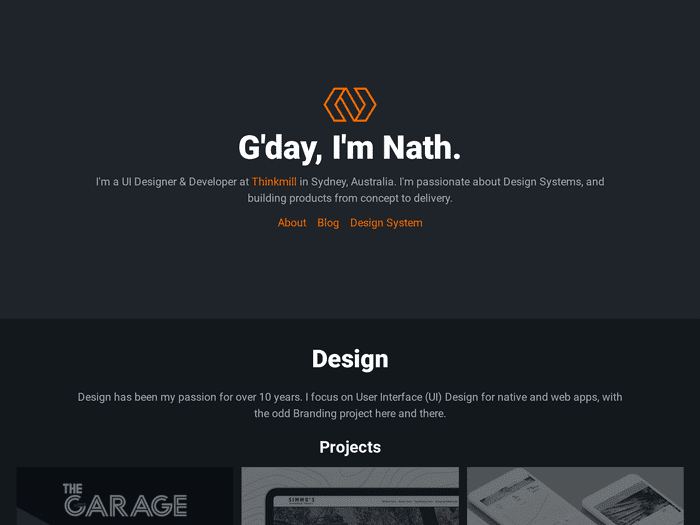 G'day, I'm Nath.
I'm a UI Designer & Developer at Thinkmill in Sydney, Australia. I'm passionate about Design Systems, and
building products from concept to delivery.
About Blog Design System
Design
Design has been my passion for over 10 years. I focus on User Interface (UI) Design for native and web apps, with
the odd Branding project here and there.
Projects
THE
GARAGE
SIMMO'S